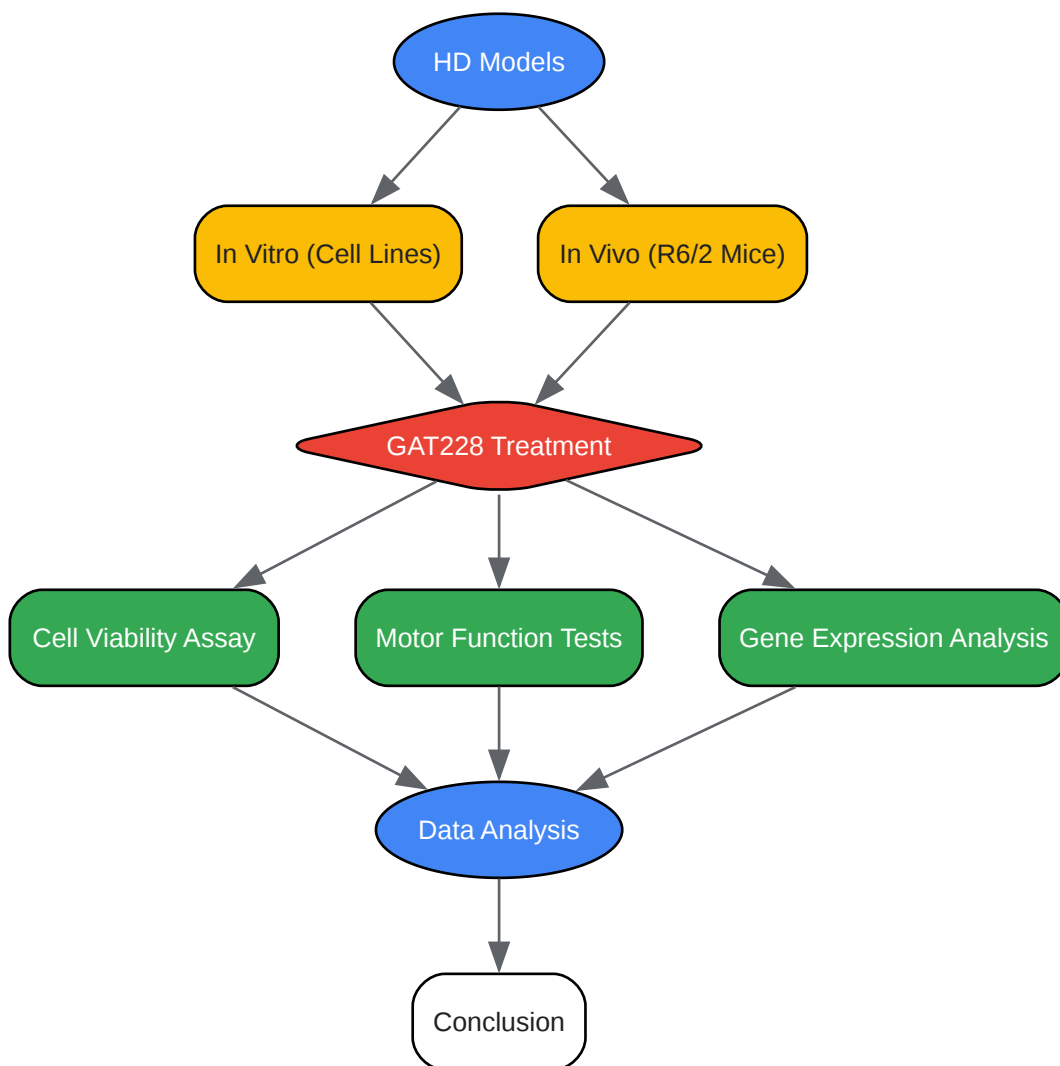 HD Models
In Vitro (Cell Lines)
In Vivo (R6/2 Mice)
GAT228 Treatment
Cell Viability Assay
Motor Function Tests
Gene Expression Analysis
Data Analysis
Conclusion